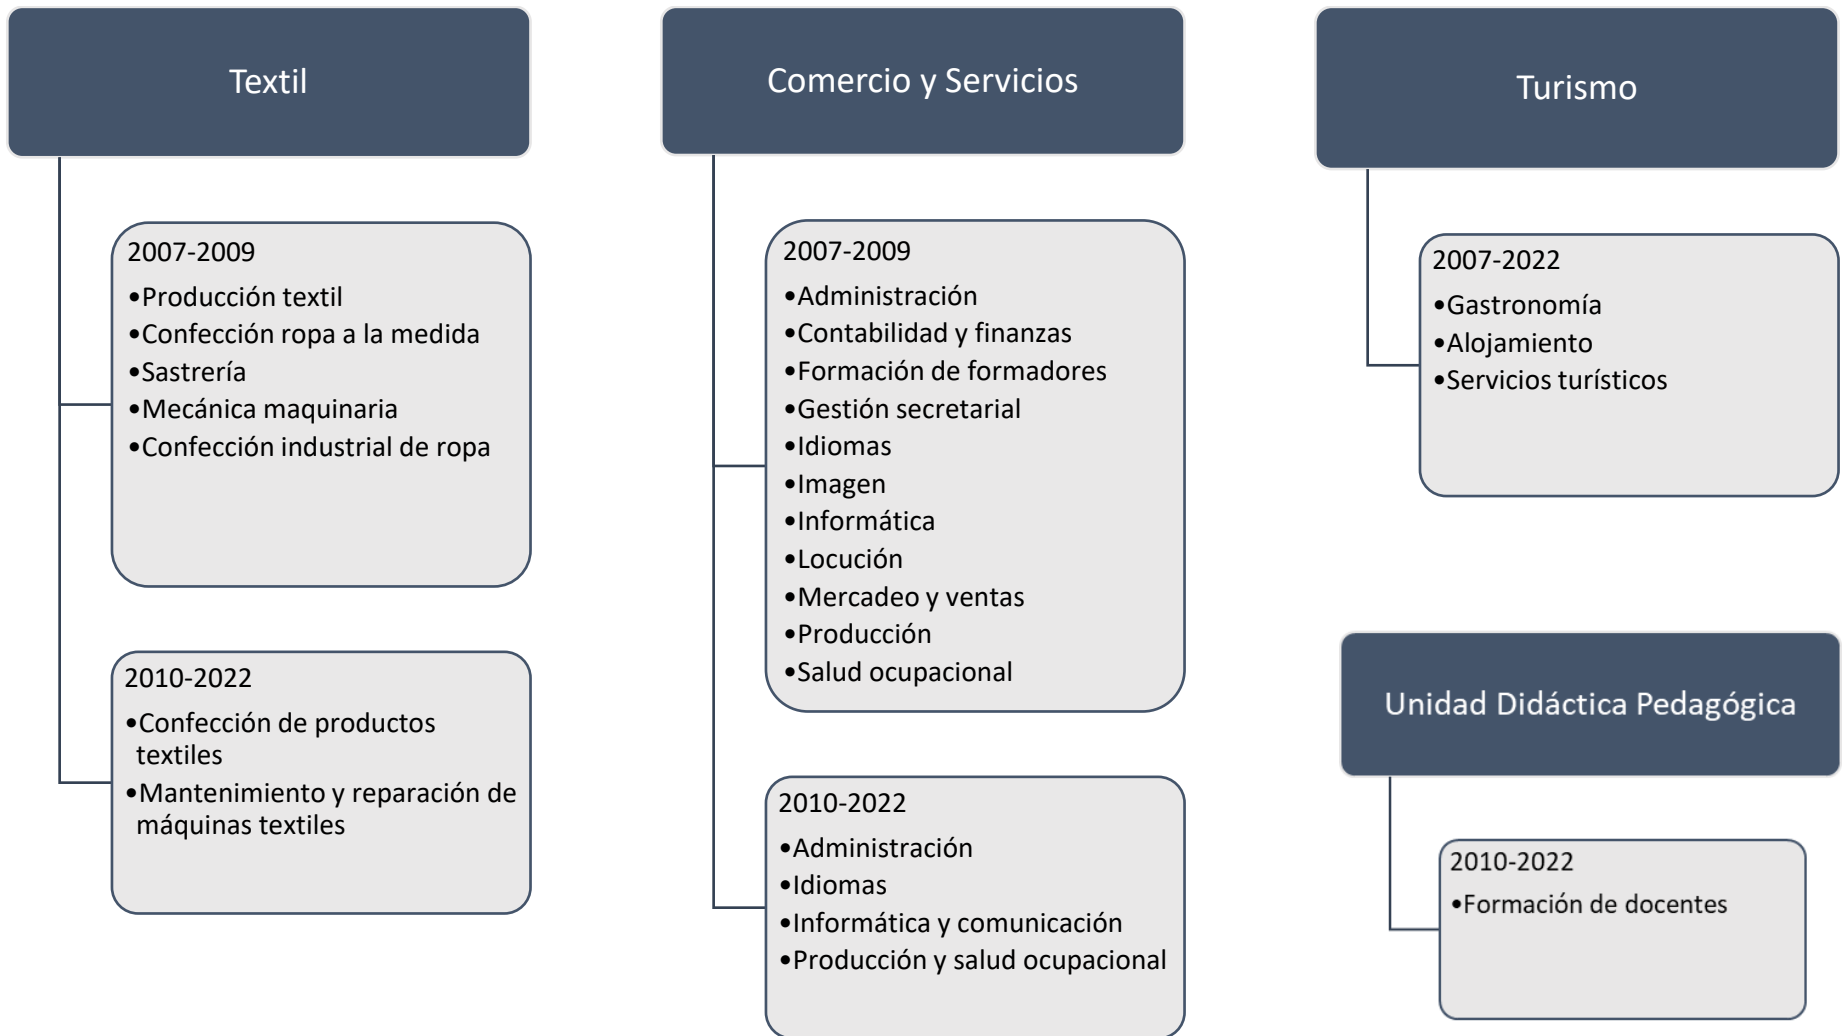 Textil
2007-2009
•Producción textil
•Confección ropa a la medida
•Sastrería
•Mecánica maquinaria
•Confección industrial de ropa
2010-2022
•Confección de productos
textiles
•Mantenimiento y reparación de
máquinas textiles
Comercio y Servicios
2007-2009
•Administración
•Contabilidad y finanzas
•Formación de formadores
•Gestión secretarial
•Idiomas
•Imagen
•Informática
•Locución
•Mercadeo y ventas
•Producción
•Salud ocupacional
2010-2022
•Administración
•Idiomas
•Informática y comunicación
•Producción y salud ocupacional
Turismo
2007-2022
•Gastronomía
•Alojamiento
•Servicios turísticos
Unidad Didáctica Pedagógica
2010-2022
•Formación de docentes